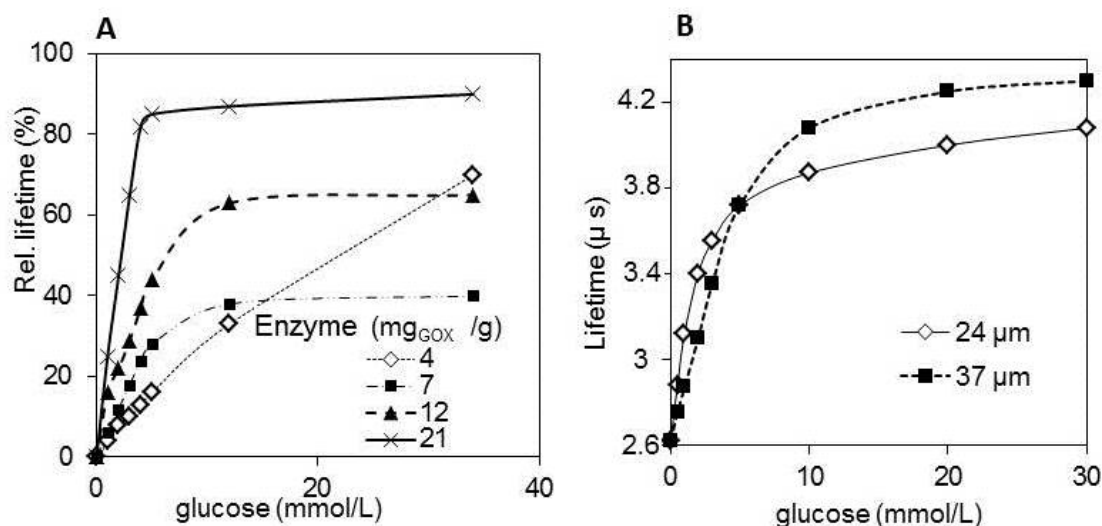 A
100
80
60
40
20
0
Rel. lifetime (%)
Enzyme (mg GOX /g)
4
7
12
21
0 20 40
glucose (mmol/L)
B
4.2
3.8
3.4
3
2.6
Lifetime (µ s)
24 µm
37 µm
0 10 20 30
glucose (mmol/L)